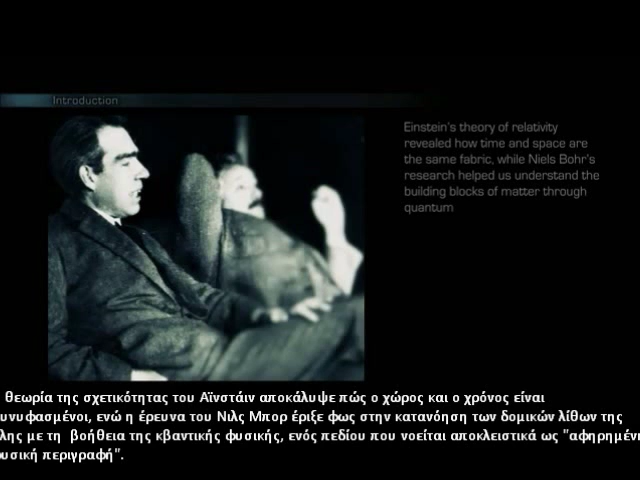 Introduction
Einstein's theory of relativity
revealed how time and space are
the same fabric, while Niels Bohr's
research helped us understand the
building blocks of matter through
quantum
θεωρία της σχετικότητας του Αϊνστάιν αποκάλυψε πώς ο χώρος και ο χρόνος είναι
υνυφασμένοι, ενώ η έρευνα του Νιλς Μπορ έριξε φως στην κατανόηση των δομικών λίθων της
λης με τη βοήθεια της κβαντικής φυσικής, ενός πεδίου που νοείται αποκλειστικά ως "αφηρημένη
υσική περιγραφή".